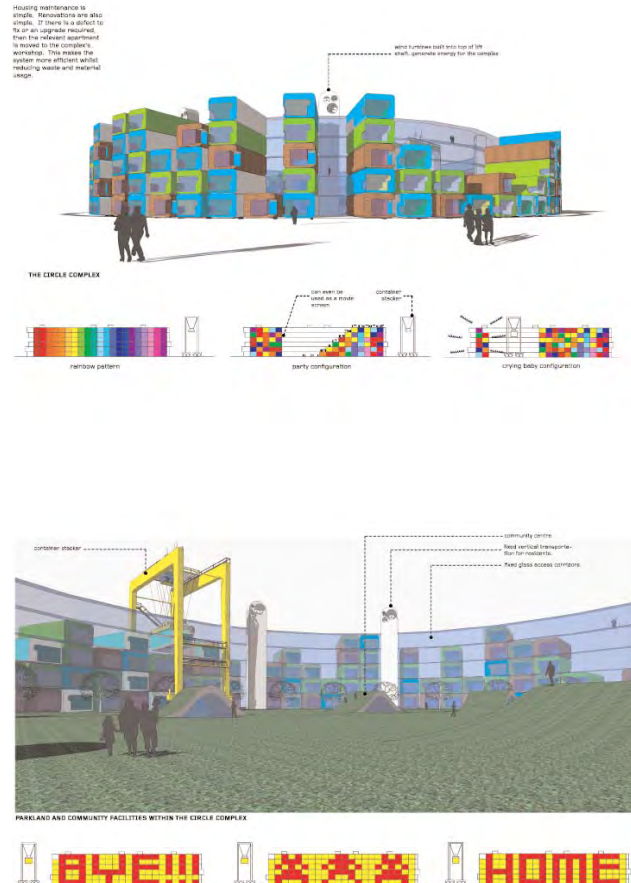 Housing maintenance is
simple. Renovations are also
simple. If there is a defect to
fix or an upgrade required,
then the relevant apartment
is moved to the complex's
workshop. This makes the
system more efficient whilst
reducing waste and material
usage.
wind turbines built into top of lift
shaft, generate energy for the complex
THE CIRCLE COMPLEX
can even be
used as a movie
screen
container
stacker
rainbow pattern
party configuration
crying baby configuration
container stacker
community centre
fixed vertical transporta-
tion for residents.
fixed glass access corridors
PARKLAND AND COMMUNITY FACILITIES WITHIN THE CIRCLE COMPLEX
BYE!!!
HOME